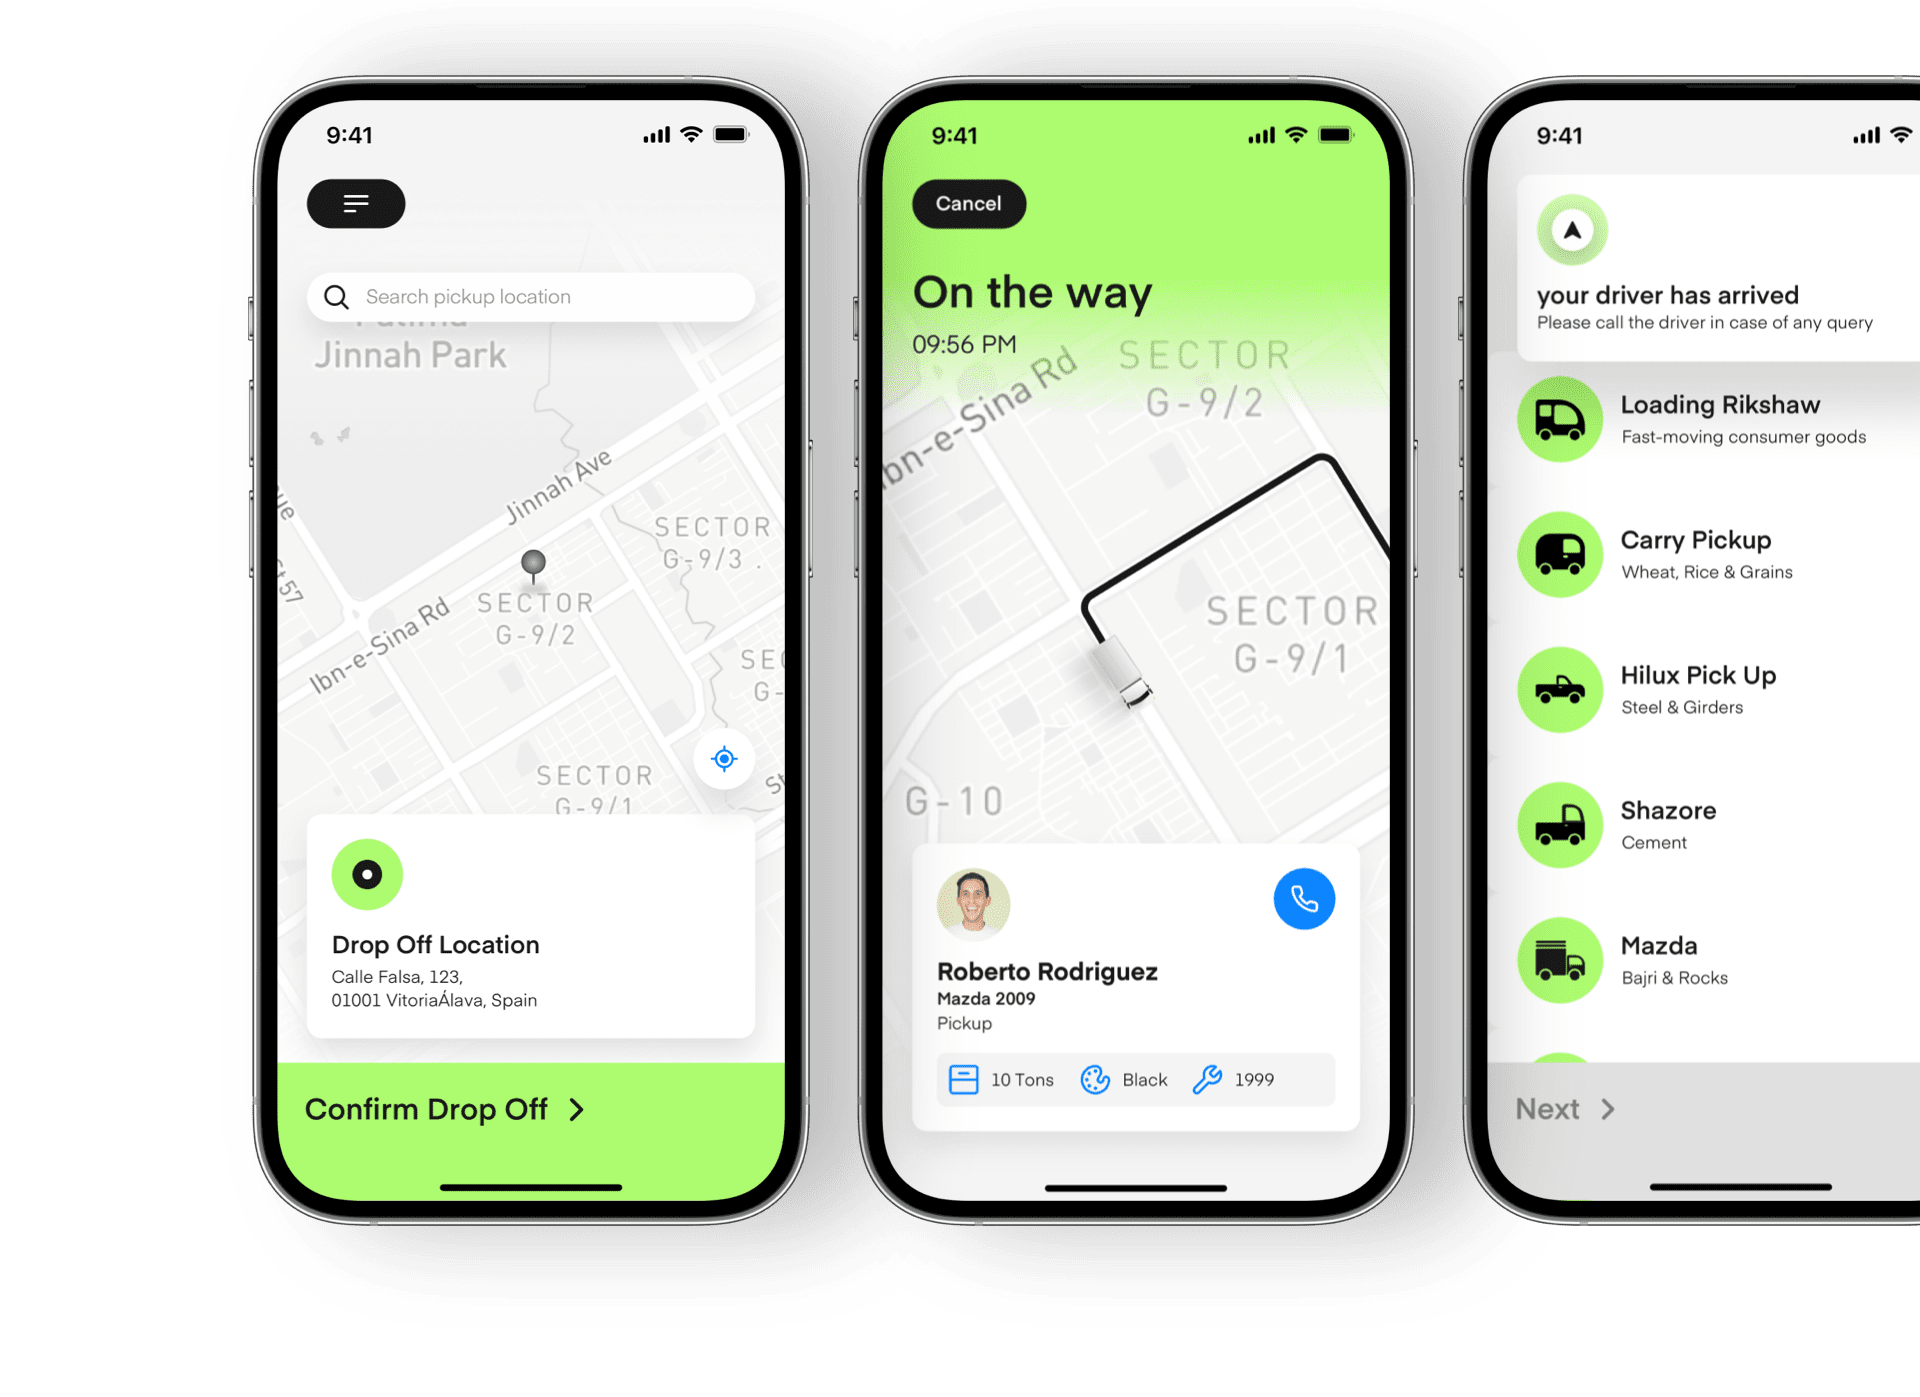 9:41
Search pickup location
Fatima
Jinnah Park
Jinnah Ave
SECTOR
G-9/3
St 57
SECTOR
G-9/2
Ibn-e-Sina Rd
G-
SECTOR
G-9/1
Drop Off Location
Calle Falsa, 123,
01001 VitoriaÁlava, Spain
Confirm Drop Off
9:41
Cancel
On the way
09:56 PM
SECTOR
G-9/2
Ibn-e-Sina Rd
SECTOR
G-9/1
G-10
Roberto Rodriguez
Mazda 2009
Pickup
10 Tons Black 1999
9:41
your driver has arrived
Please call the driver in case of any query
Loading Rikshaw
Fast-moving consumer goods
Carry Pickup
Wheat, Rice & Grains
Hilux Pick Up
Steel & Girders
Shazore
Cement
Mazda
Bajri & Rocks
Next